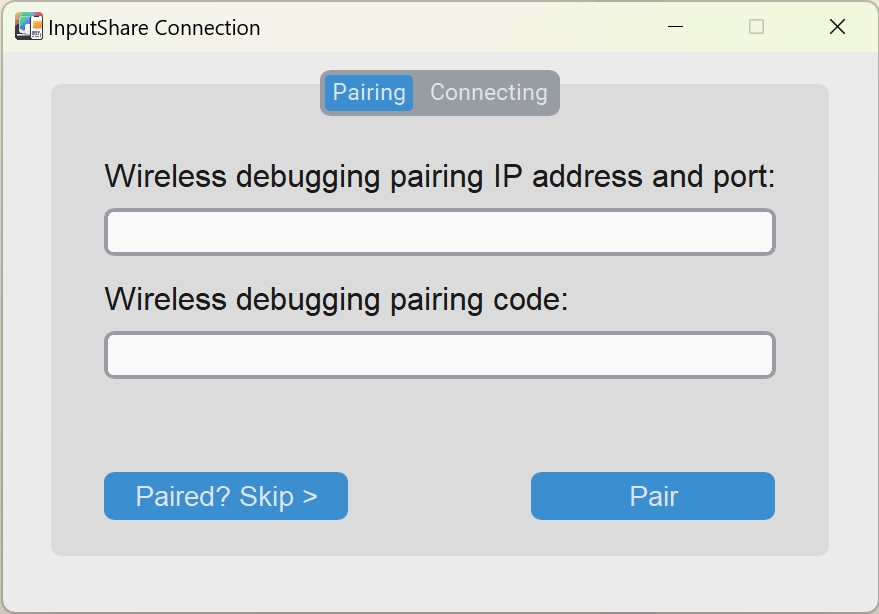 InputShare Connection
Pairing Connecting
Wireless debugging pairing IP address and port:
Wireless debugging pairing code:
Paired? Skip > Pair